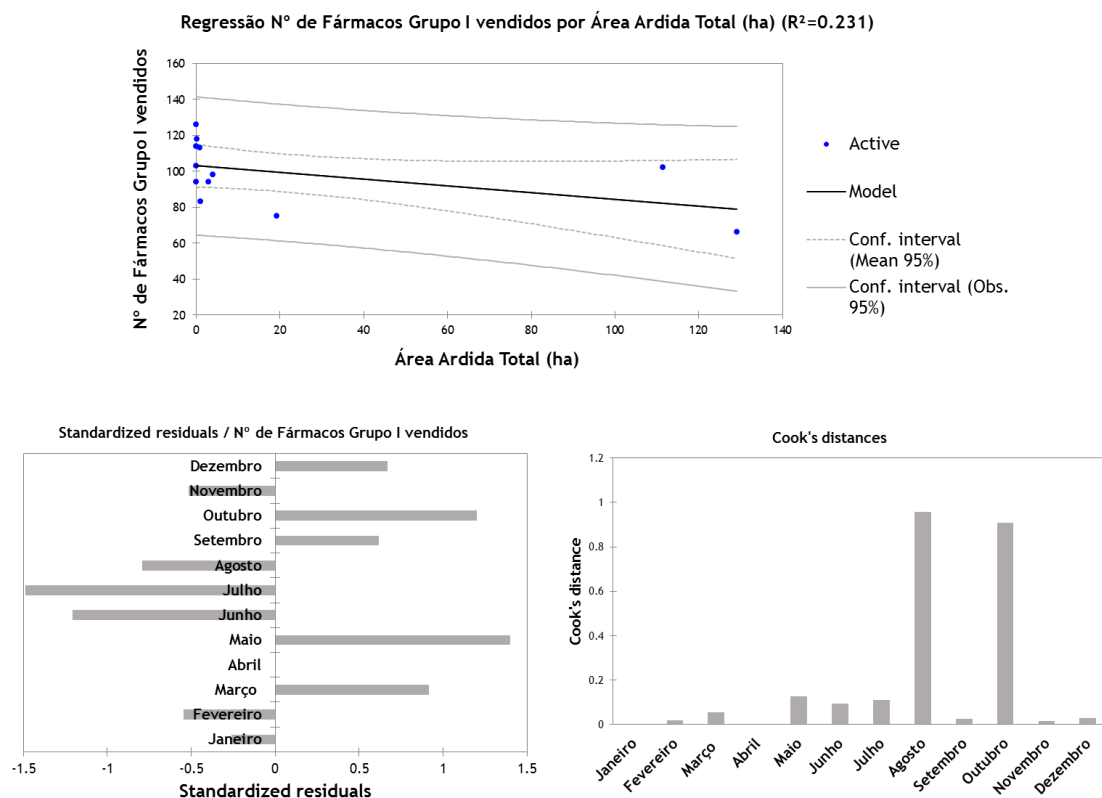 Regressão Nº de Fármacos Grupo I vendidos por Área Ardida Total (ha) (R²=0.231)
Nº de Fármacos Grupo I vendidos
160
140
120
100
80
60
40
20
0
20
40
60
80
100
120
140
Área Ardida Total (ha)
Active
Model
Conf. interval
(Mean 95%)
Conf. interval (Obs.
95%)
Standardized residuals / Nº de Fármacos Grupo I vendidos
Dezembro
Novembro
Outubro
Setembro
Agosto
Julho
Junho
Maio
Abril
Março
Fevereiro
Janeiro
-1.5
-1
-0.5
0
0.5
1
1.5
Standardized residuals
Cook's distances
Cook's distance
1.2
1
0.8
0.6
0.4
0.2
0
Janeiro
Fevereiro
Março
Abril
Maio
Junho
Julho
Agosto
Setembro
Outubro
Novembro
Dezembro